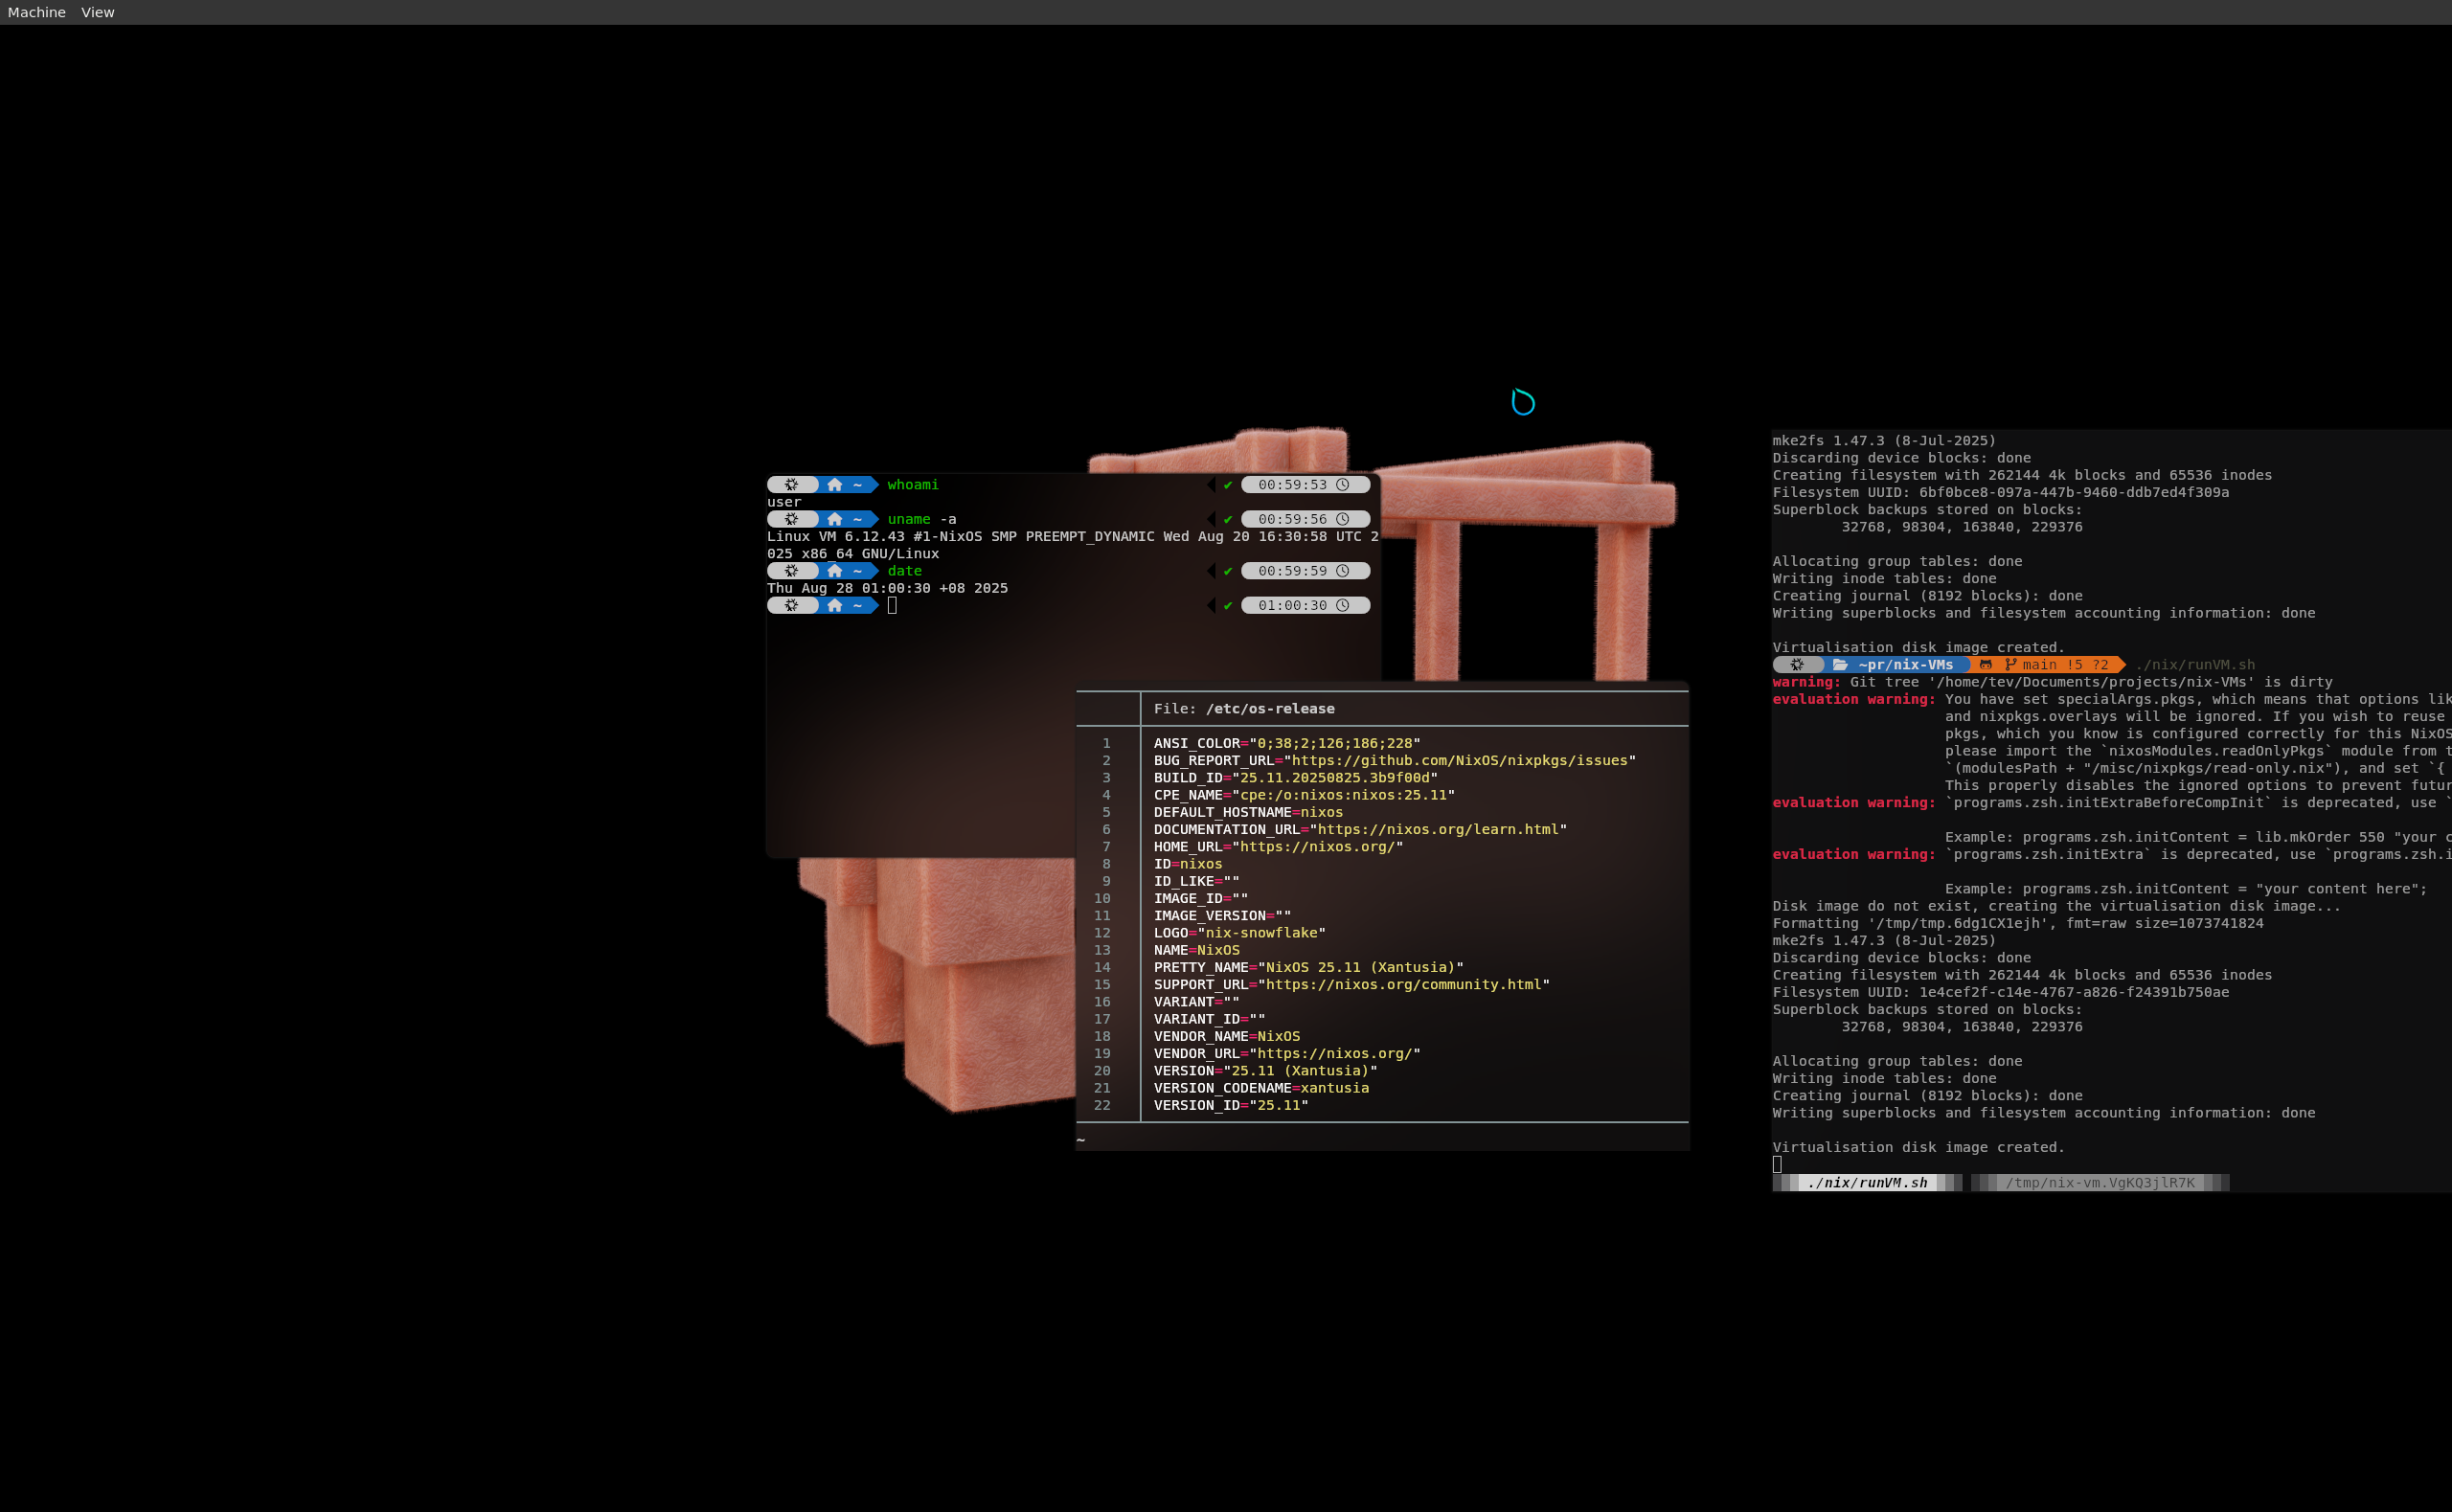 Machine View
whoami 00:59:53
user
uname -a 00:59:56
Linux VM 6.12.43 #1-NixOS SMP PREEMPT_DYNAMIC Wed Aug 20 16:30:58 UTC 2
025 x86_64 GNU/Linux
~ date 00:59:59
Thu Aug 28 01:00:30 +08 2025
~ 01:00:30
File: /etc/os-release
1 ANSI_COLOR="0;38;2;126;186;228"
2 BUG_REPORT_URL="https://github.com/NixOS/nixpkgs/issues"
3 BUILD_ID="25.11.20250825.3b9f00d"
4 CPE_NAME="cpe:/o:nixos:nixos:25.11"
5 DEFAULT_HOSTNAME=nixos
6 DOCUMENTATION_URL="https://nixos.org/learn.html"
7 HOME_URL="https://nixos.org/"
8 ID=nixos
9 ID_LIKE=""
10 IMAGE_ID=""
11 IMAGE_VERSION=""
12 LOGO="nix-snowflake"
13 NAME=NixOS
14 PRETTY_NAME="NixOS 25.11 (Xantusia)"
15 SUPPORT_URL="https://nixos.org/community.html"
16 VARIANT=""
17 VARIANT_ID=""
18 VENDOR_NAME=NixOS
19 VENDOR_URL="https://nixos.org/"
20 VERSION="25.11 (Xantusia)"
21 VERSION_CODENAME=xantusia
22 VERSION_ID="25.11"
~
mke2fs 1.47.3 (8-Jul-2025)
Discarding device blocks: done
Creating filesystem with 262144 4k blocks and 65536 inodes
Filesystem UUID: 6bf0bce8-097a-447b-9460-ddb7ed4f309a
Superblock backups stored on blocks:
32768, 98304, 163840, 229376
Allocating group tables: done
Writing inode tables: done
Creating journal (8192 blocks): done
Writing superblocks and filesystem accounting information: done
Virtualisation disk image created.
~pr/nix-VMs main !5 ?2 ./nix/runVM.sh
warning: Git tree '/home/tev/Documents/projects/nix-VMs' is dirty
evaluation warning: You have set specialArgs.pkgs, which means that options lik
and nixpkgs.overlays will be ignored. If you wish to reuse
pkgs, which you know is configured correctly for this NixOS
please import the `nixosModules.readOnlyPkgs` module from t
`(modulesPath + "/misc/nixpkgs/read-only.nix"), and set `{
This properly disables the ignored options to prevent futur
evaluation warning: `programs.zsh.initExtraBeforeCompInit` is deprecated, use `
Example: programs.zsh.initContent = lib.mkOrder 550 "your c
evaluation warning: `programs.zsh.initExtra` is deprecated, use `programs.zsh.i
Example: programs.zsh.initContent = "your content here";
Disk image do not exist, creating the virtualisation disk image...
Formatting '/tmp/tmp.6dg1CX1ejh', fmt=raw size=1073741824
mke2fs 1.47.3 (8-Jul-2025)
Discarding device blocks: done
Creating filesystem with 262144 4k blocks and 65536 inodes
Filesystem UUID: 1e4cef2f-c14e-4767-a826-f24391b750ae
Superblock backups stored on blocks:
32768, 98304, 163840, 229376
Allocating group tables: done
Writing inode tables: done
Creating journal (8192 blocks): done
Writing superblocks and filesystem accounting information: done
Virtualisation disk image created.
./nix/runVM.sh /tmp/nix-vm.VgKQ3jlR7K